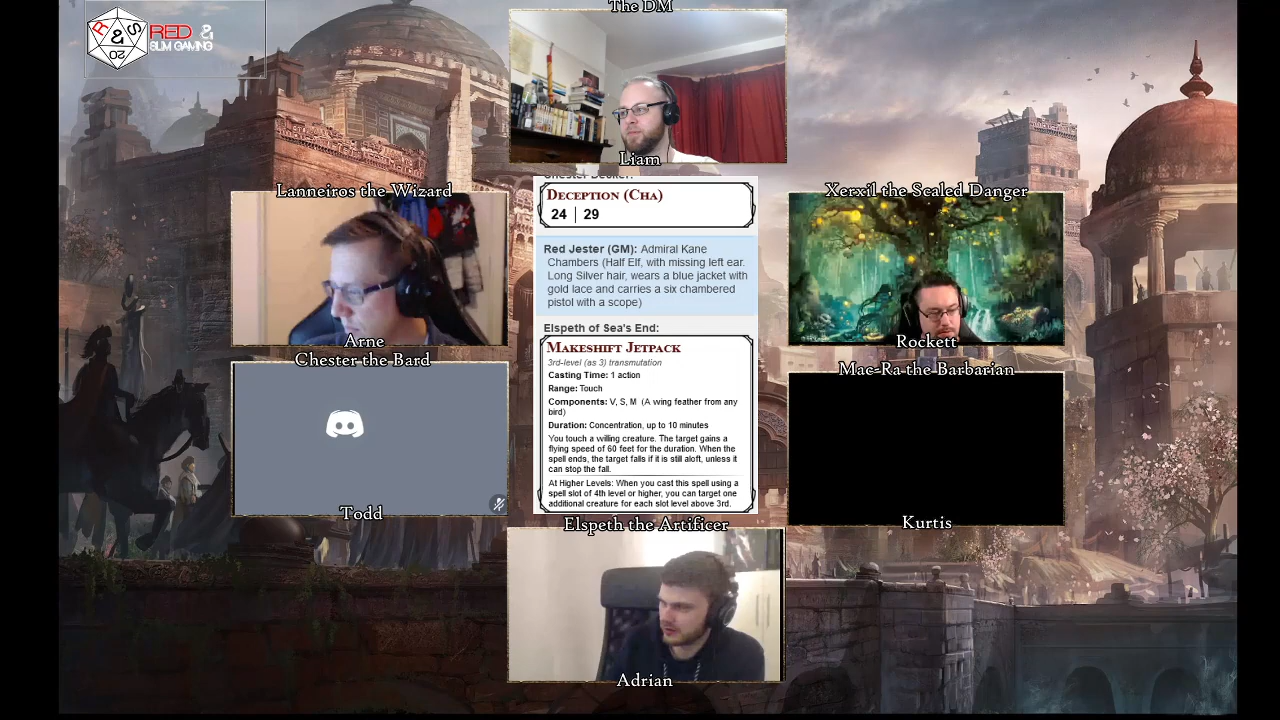 The DM
R & S
20
RED &
SLIM GAMING
Liam
Lanneiros the Wizard
Arne
Xerxil the Scaled Danger
Rockett
Chester Becker:
Deception (Cha)
24 | 29
Red Jester (GM): Admiral Kane
Chambers (Half Elf, with missing left ear.
Long Silver hair, wears a blue jacket with
gold lace and carries a six chambered
pistol with a scope)
Elspeth of Sea's End:
Makeshift Jetpack
3rd-level (as 3) transmutation
Casting Time: 1 action
Range: Touch
Components: V, S, M (A wing feather from any
bird)
Duration: Concentration, up to 10 minutes
You touch a willing creature. The target gains a
flying speed of 60 feet for the duration. When the
spell ends, the target falls if it is still aloft, unless it
can stop the fall.
At Higher Levels: When you cast this spell using a
spell slot of 4th level or higher, you can target one
additional creature for each slot level above 3rd.
Chester the Bard
Todd
Mac-Ra the Barbarian
Kurtis
Elspeth the Artificer
Adrian